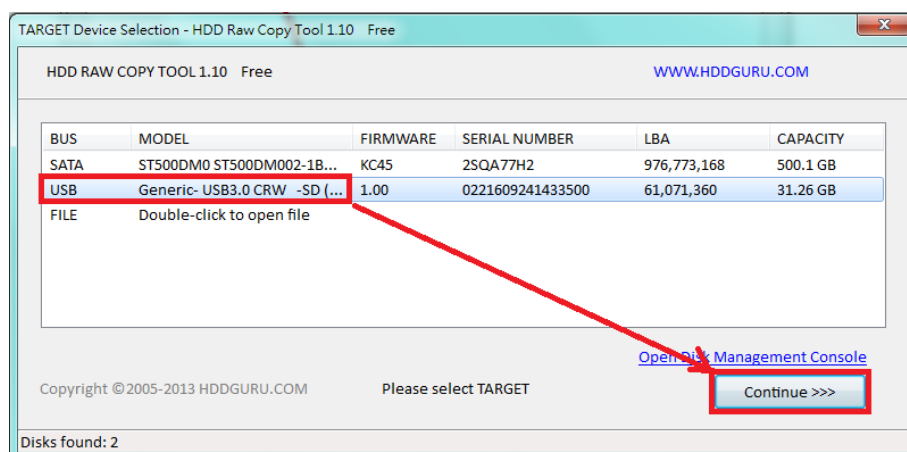 TARGET Device Selection - HDD Raw Copy Tool 1.10 Free
HDD RAW COPY TOOL 1.10 Free WWW.HDDGURU.COM
BUS MODEL FIRMWARE SERIAL NUMBER LBA CAPACITY
SATA ST500DM0 ST500DM002-1B... KC45 2SQA77H2 976,773,168 500.1 GB
USB Generic- USB3.0 CRW -SD (... 1.00 0221609241433500 61,071,360 31.26 GB
FILE Double-click to open file
Open Disk Management Console
Copyright ©2005-2013 HDDGURU.COM Please select TARGET Continue >>>
Disks found: 2